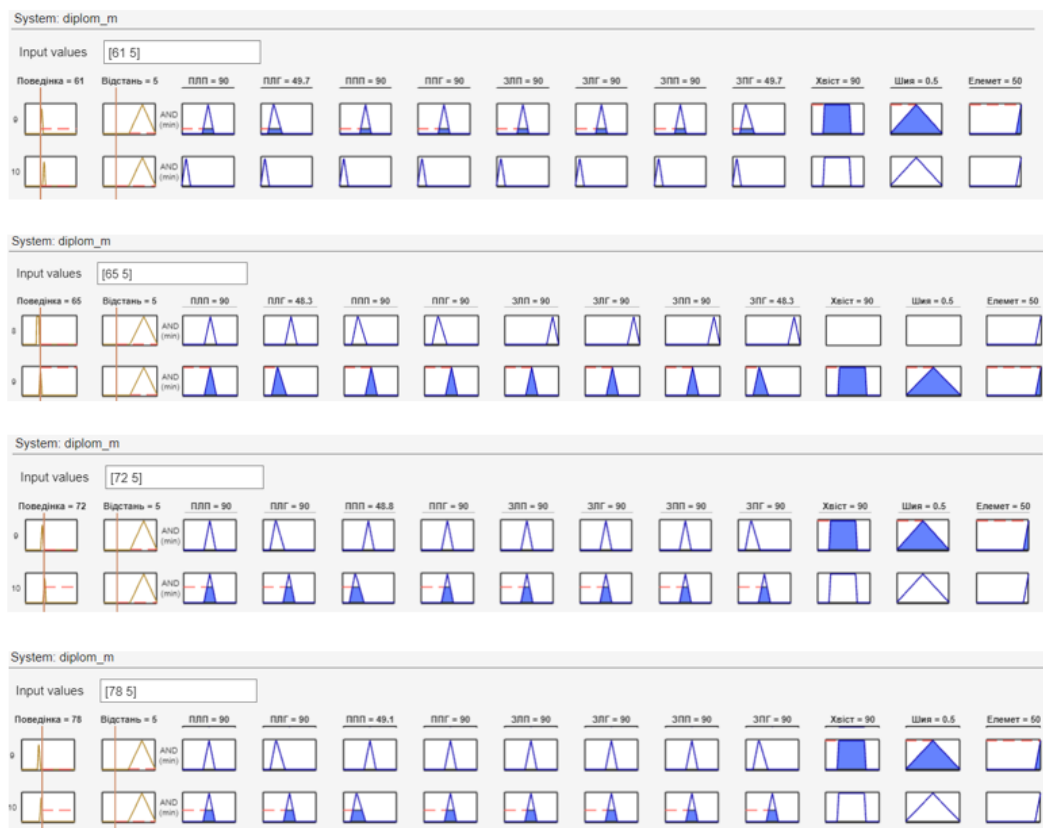 System: diplom_m
Input values [61 5]
Поведінка = 61 Відстань = 5 ПЛП = 90 ПЛГ = 49.7 ППП = 90 ППГ = 90 ЗЛП = 90 ЗЛГ = 90 ЗПП = 90 ЗПГ = 49.7 Хвіст = 90 Шия = 0.5 Елемет = 50
9 AND (min)
10 AND (min)
System: diplom_m
Input values [65 5]
Поведінка = 65 Відстань = 5 ПЛП = 90 ПЛГ = 48.3 ППП = 90 ППГ = 90 ЗЛП = 90 ЗЛГ = 90 ЗПП = 90 ЗПГ = 48.3 Хвіст = 90 Шия = 0.5 Елемет = 50
8 AND (min)
9 AND (min)
System: diplom_m
Input values [72 5]
Поведінка = 72 Відстань = 5 ПЛП = 90 ПЛГ = 90 ППП = 48.8 ППГ = 90 ЗЛП = 90 ЗЛГ = 90 ЗПП = 90 ЗПГ = 90 Хвіст = 90 Шия = 0.5 Елемет = 50
9 AND (min)
10 AND (min)
System: diplom_m
Input values [78 5]
Поведінка = 78 Відстань = 5 ПЛП = 90 ПЛГ = 90 ППП = 49.1 ППГ = 90 ЗЛП = 90 ЗЛГ = 90 ЗПП = 90 ЗПГ = 90 Хвіст = 90 Шия = 0.5 Елемет = 50
9 AND (min)
10 AND (min)